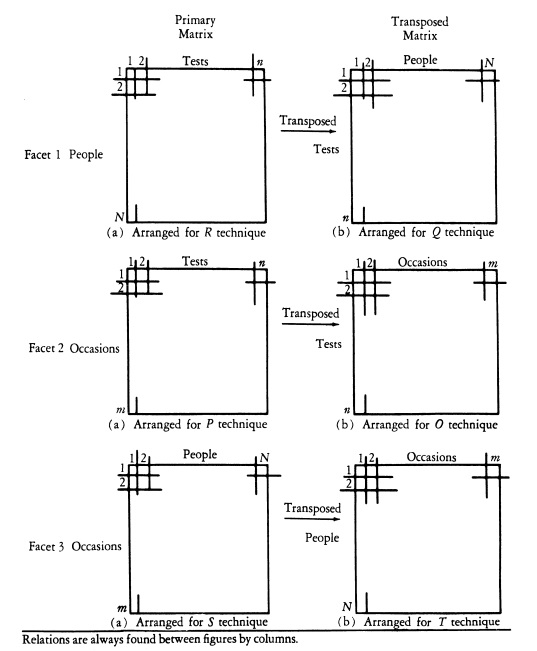 Primary Matrix
Transposed Matrix
1 2 Tests n
1
2
Facet 1 People
N
(a) Arranged for R technique
Transposed
Tests
1 2 People N
1
2
n
(b) Arranged for Q technique
1 2 Tests n
1
2
Facet 2 Occasions
m
(a) Arranged for P technique
Transposed
Tests
1 2 Occasions m
1
2
n
(b) Arranged for O technique
1 2 People N
1
2
Facet 3 Occasions
m
(a) Arranged for S technique
Transposed
People
1 2 Occasions m
1
2
N
(b) Arranged for T technique
Relations are always found between figures by columns.